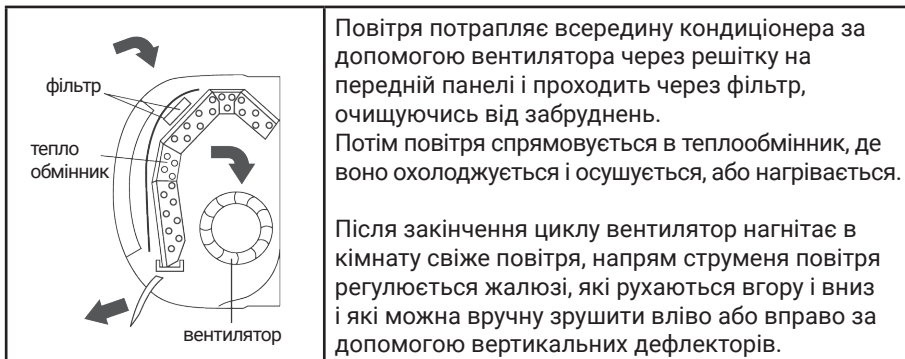 фільтр
тепло
обмінник
вентилятор
Повітря потрапляє всередину кондиціонера за
допомогою вентилятора через решітку на
передній панелі і проходить через фільтр,
очищуючись від забруднень.
Потім повітря спрямовується в теплообмінник, де
воно охолоджується і осушується, або нагрівається.
Після закінчення циклу вентилятор нагнітає в
кімнату свіже повітря, напрям струменя повітря
регулюється жалюзі, які рухаються вгору і вниз
і які можна вручну зрушити вліво або вправо за
допомогою вертикальних дефлекторів.